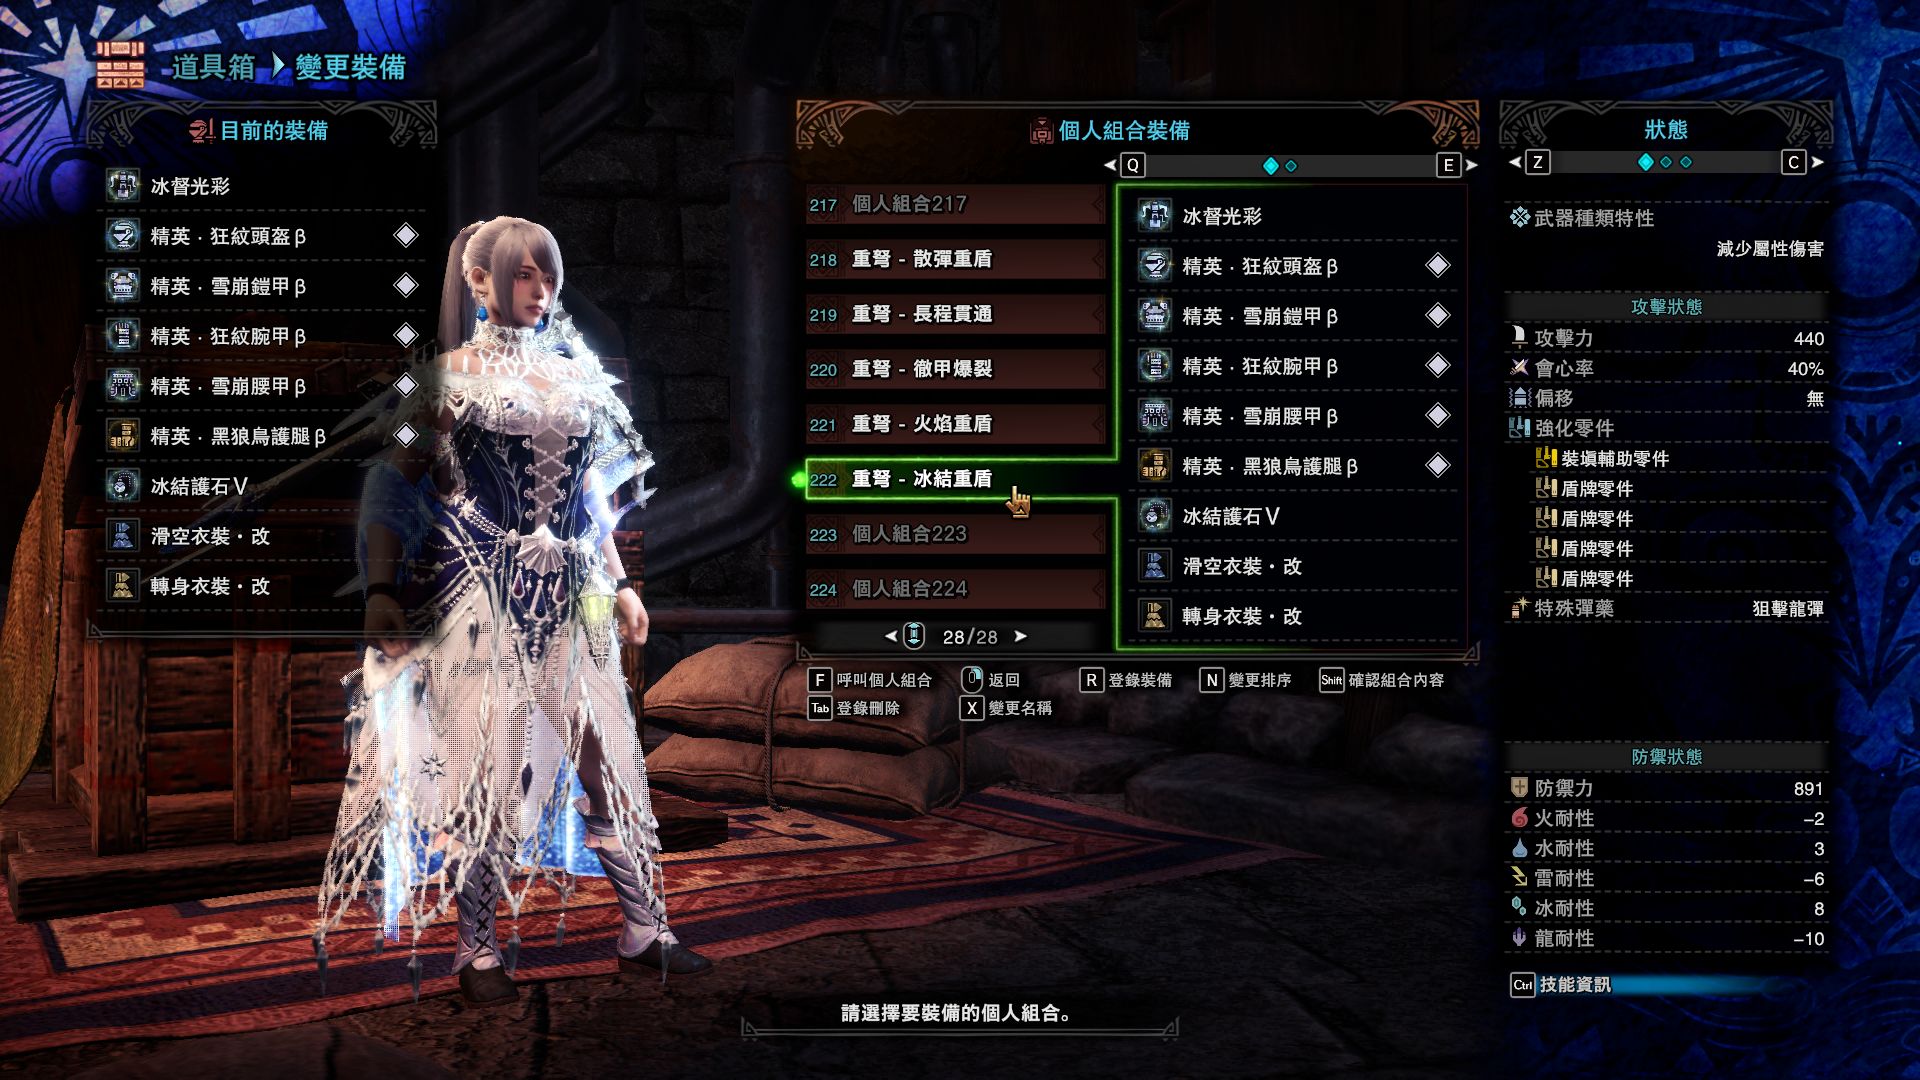 道具箱 變更裝備
目前的裝備
冰督光彩
精英．狂紋頭盔β
精英．雪崩鎧甲β
精英．狂紋腕甲β
精英．雪崩腰甲β
精英．黑狼鳥護腿β
冰結護石Ⅴ
滑空衣裝・改
轉身衣裝・改
個人組合裝備
Q
E
217 個人組合217
218 重弩 - 散彈重盾
219 重弩 - 長程貫通
220 重弩 - 徹甲爆裂
221 重弩 - 火焰重盾
222 重弩 - 冰結重盾
223 個人組合223
224 個人組合224
28/28
冰督光彩
精英．狂紋頭盔β
精英．雪崩鎧甲β
精英．狂紋腕甲β
精英．雪崩腰甲β
精英．黑狼鳥護腿β
冰結護石Ⅴ
滑空衣裝・改
轉身衣裝・改
F 呼叫個人組合 返回 R 登錄裝備 N 變更排序 Shift 確認組合內容
Tab 登錄刪除 X 變更名稱
狀態
Z
C
武器種類特性
減少屬性傷害
攻擊狀態
攻擊力 440
會心率 40%
偏移 無
強化零件
裝填輔助零件
盾牌零件
盾牌零件
盾牌零件
盾牌零件
特殊彈藥 狙擊龍彈
防禦狀態
防禦力 891
火耐性 -2
水耐性 3
雷耐性 -6
冰耐性 8
龍耐性 -10
Ctrl 技能資訊
請選擇要裝備的個人組合。